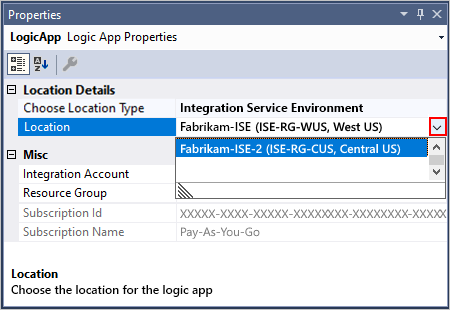 Properties
LogicApp Logic App Properties
Location Details
Choose Location Type Integration Service Environment
Location Fabrikam-ISE (ISE-RG-WUS, West US)
Fabrikam-ISE-2 (ISE-RG-CUS, Central US)
Misc
Integration Account
Resource Group
Subscription Id XXXXX-XXXX-XXXXX-XXXXXXXX-XXXXXXXX-XXXXX
Subscription Name Pay-As-You-Go
Location
Choose the location for the logic app